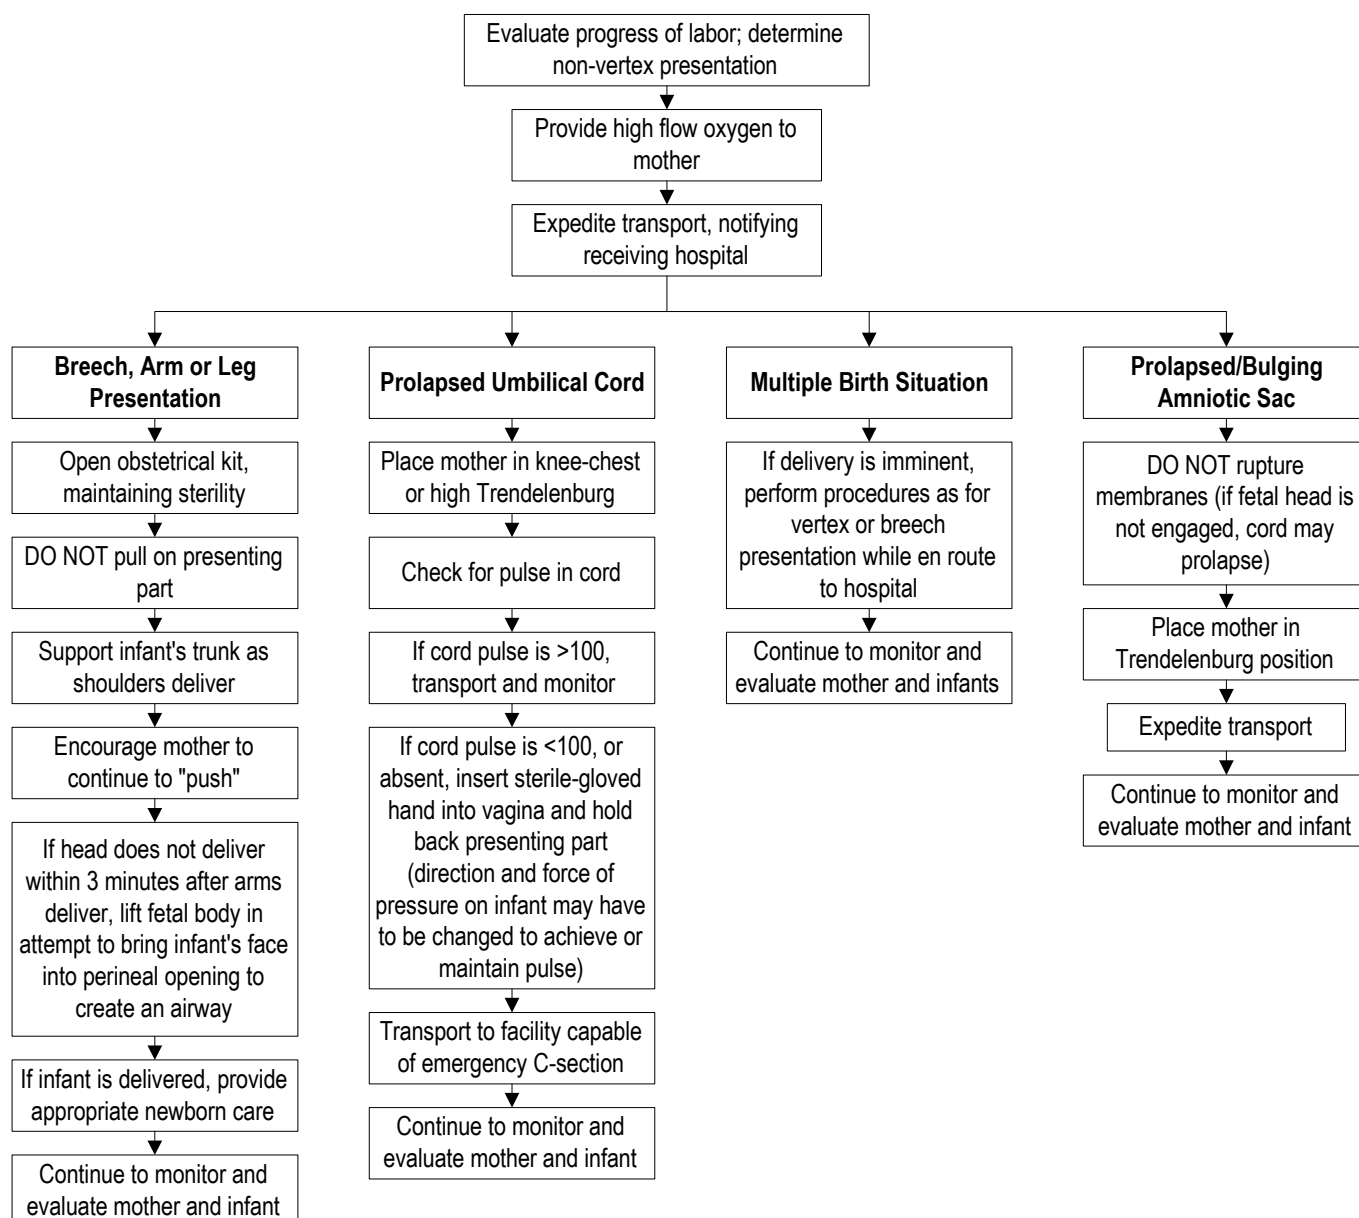 Evaluate progress of labor; determine
non-vertex presentation
Provide high flow oxygen to
mother
Expedite transport, notifying
receiving hospital
Breech, Arm or Leg
Presentation
Open obstetrical kit,
maintaining sterility
DO NOT pull on presenting
part
Support infant's trunk as
shoulders deliver
Encourage mother to
continue to "push"
If head does not deliver
within 3 minutes after arms
deliver, lift fetal body in
attempt to bring infant's face
into perineal opening to
create an airway
If infant is delivered, provide
appropriate newborn care
Continue to monitor and
evaluate mother and infant
Prolapsed Umbilical Cord
Place mother in knee-chest
or high Trendelenburg
Check for pulse in cord
If cord pulse is >100,
transport and monitor
If cord pulse is <100, or
absent, insert sterile-gloved
hand into vagina and hold
back presenting part
(direction and force of
pressure on infant may have
to be changed to achieve or
maintain pulse)
Transport to facility capable
of emergency C-section
Continue to monitor and
evaluate mother and infant
Multiple Birth Situation
If delivery is imminent,
perform procedures as for
vertex or breech
presentation while en route
to hospital
Continue to monitor and
evaluate mother and infants
Prolapsed/Bulging
Amniotic Sac
DO NOT rupture
membranes (if fetal head is
not engaged, cord may
prolapse)
Place mother in
Trendelenburg position
Expedite transport
Continue to monitor and
evaluate mother and infant